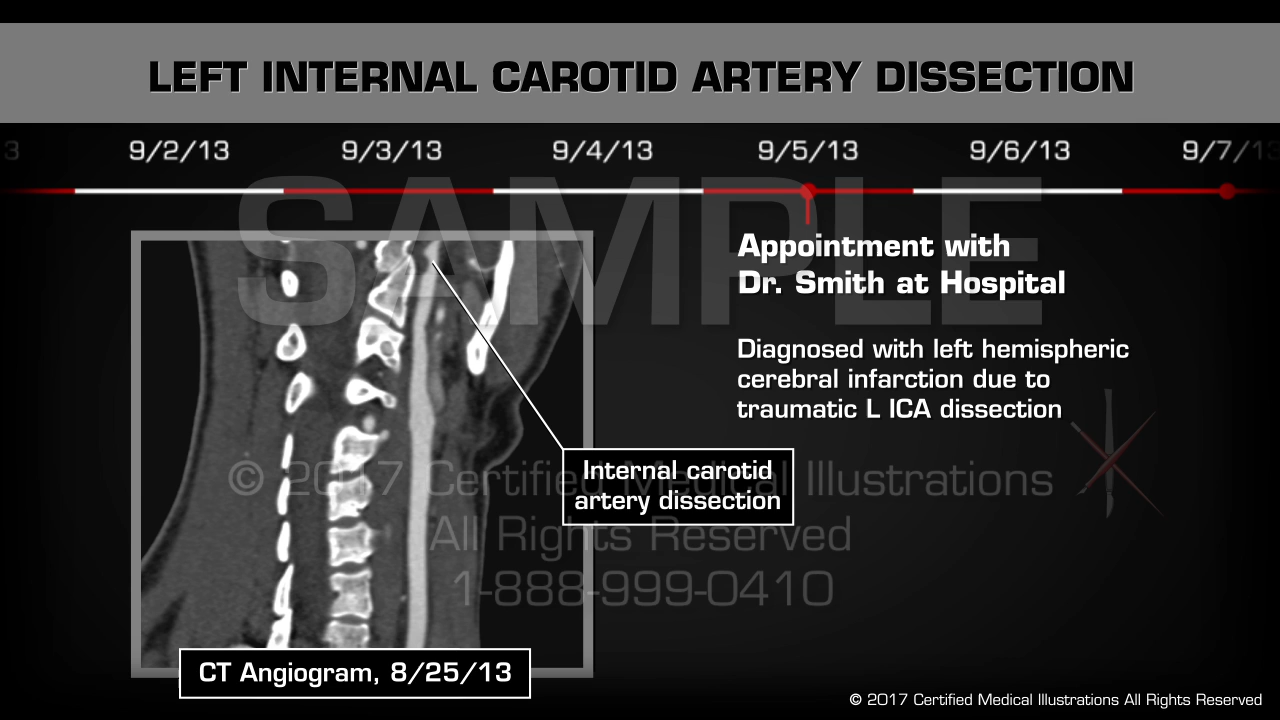 LEFT INTERNAL CAROTID ARTERY DISSECTION
3
9/2/13
9/3/13
9/4/13
9/5/13
9/6/13
9/7/13
SAMPLE
Appointment with
Dr. Smith at Hospital
Diagnosed with left hemispheric
cerebral infarction due to
traumatic L ICA dissection
Internal carotid
artery dissection
© 2017 Certified Medical Illustrations
All Rights Reserved
1-888-999-0410
CT Angiogram, 8/25/13
© 2017 Certified Medical Illustrations All Rights Reserved